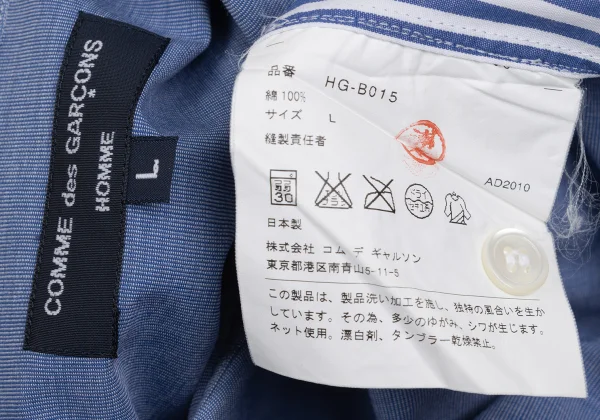 COMME des GARÇONS
HOMME
L
品番 HG-B015
綿 100%
サイズ L
縫製責任者
AD2010
30
日本製
株式会社 コム デ ギャルソン
東京都港区南青山5-11-5
この製品は、製品洗い加工を施し、独特の風合いを生か
しています。その為、多少のゆがみ、シワが生じます。
ネット使用。漂白剤、タンブラー乾燥禁止。